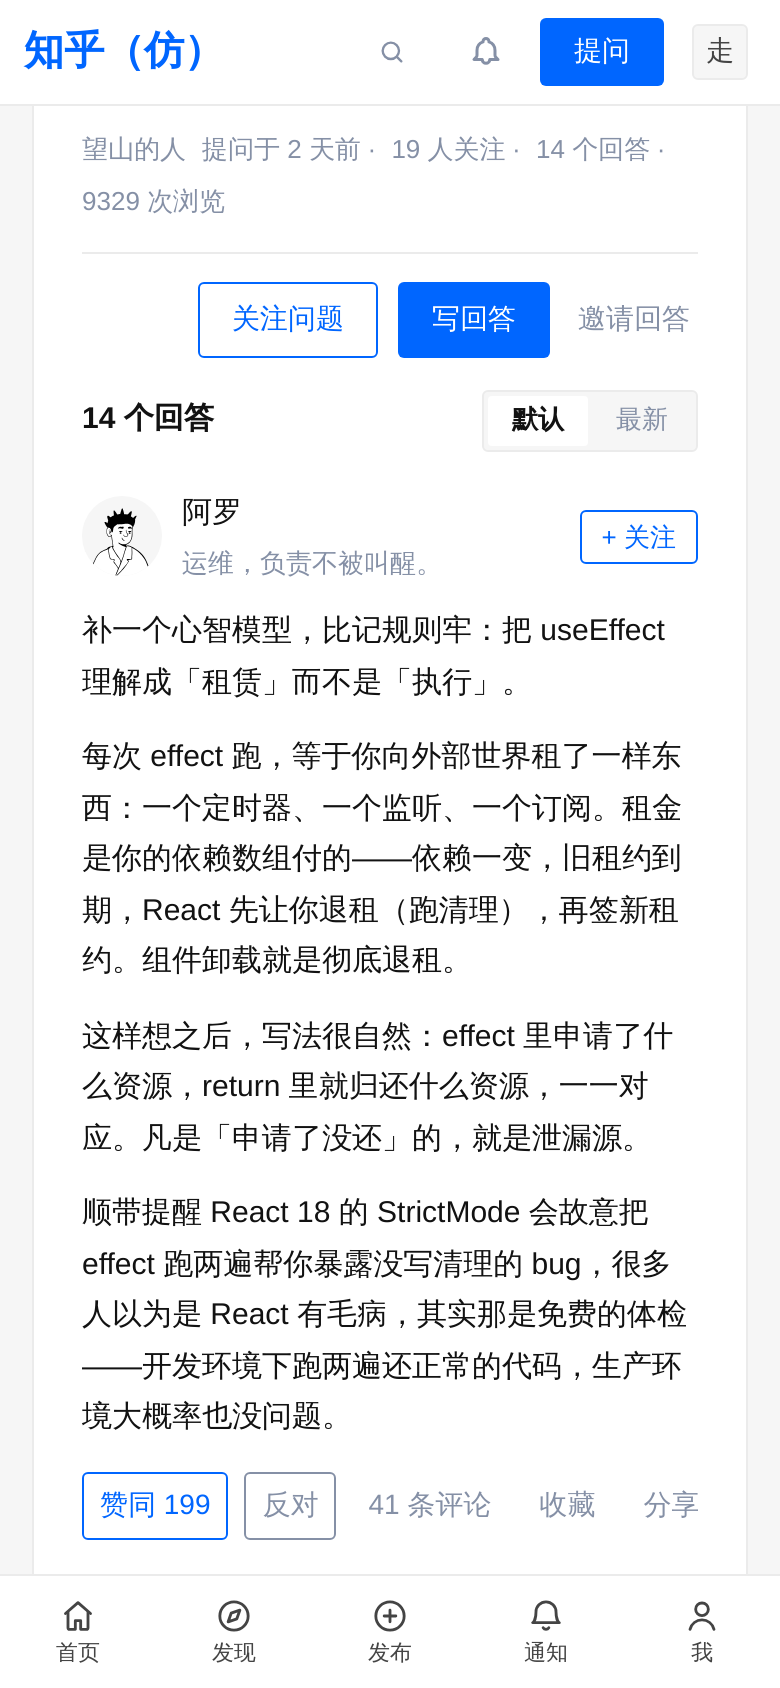 知乎（仿）
提问
走
望山的人 提问于 2 天前 · 19 人关注 · 14 个回答 ·
9329 次浏览
关注问题 写回答 邀请回答
14 个回答
默认 最新
阿罗
运维，负责不被叫醒。
+ 关注
补一个心智模型，比记规则牢：把 useEffect
理解成「租赁」而不是「执行」。
每次 effect 跑，等于你向外部世界租了一样东
西：一个定时器、一个监听、一个订阅。租金
是你的依赖数组付的——依赖一变，旧租约到
期，React 先让你退租（跑清理），再签新租
约。组件卸载就是彻底退租。
这样想之后，写法很自然：effect 里申请了什
么资源，return 里就归还什么资源，一一对
应。凡是「申请了没还」的，就是泄漏源。
顺带提醒 React 18 的 StrictMode 会故意把
effect 跑两遍帮你暴露没写清理的 bug，很多
人以为是 React 有毛病，其实那是免费的体检
——开发环境下跑两遍还正常的代码，生产环
境大概率也没问题。
赞同 199 反对 41 条评论 收藏 分享
首页 发现 发布 通知 我